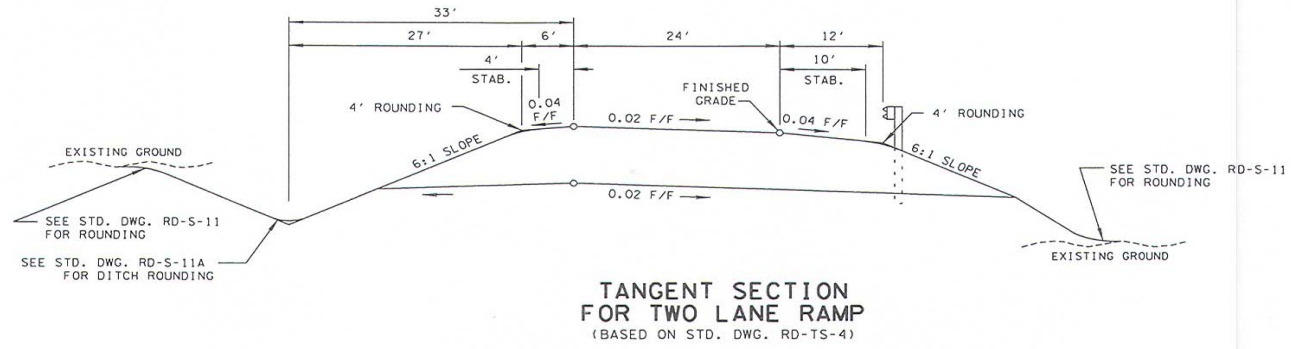 33'
27'
6'
24'
12'
4'
STAB.
10'
STAB.
4' ROUNDING
0.04
F/F
0.02 F/F
FINISHED
GRADE
0.04 F/F
4' ROUNDING
EXISTING GROUND
6:1 SLOPE
6:1 SLOPE
SEE STD. DWG. RD-S-11
FOR ROUNDING
0.02 F/F
SEE STD. DWG. RD-S-11
FOR ROUNDING
SEE STD. DWG. RD-S-11A
FOR DITCH ROUNDING
EXISTING GROUND
TANGENT SECTION
FOR TWO LANE RAMP
(BASED ON STD. DWG. RD-TS-4)